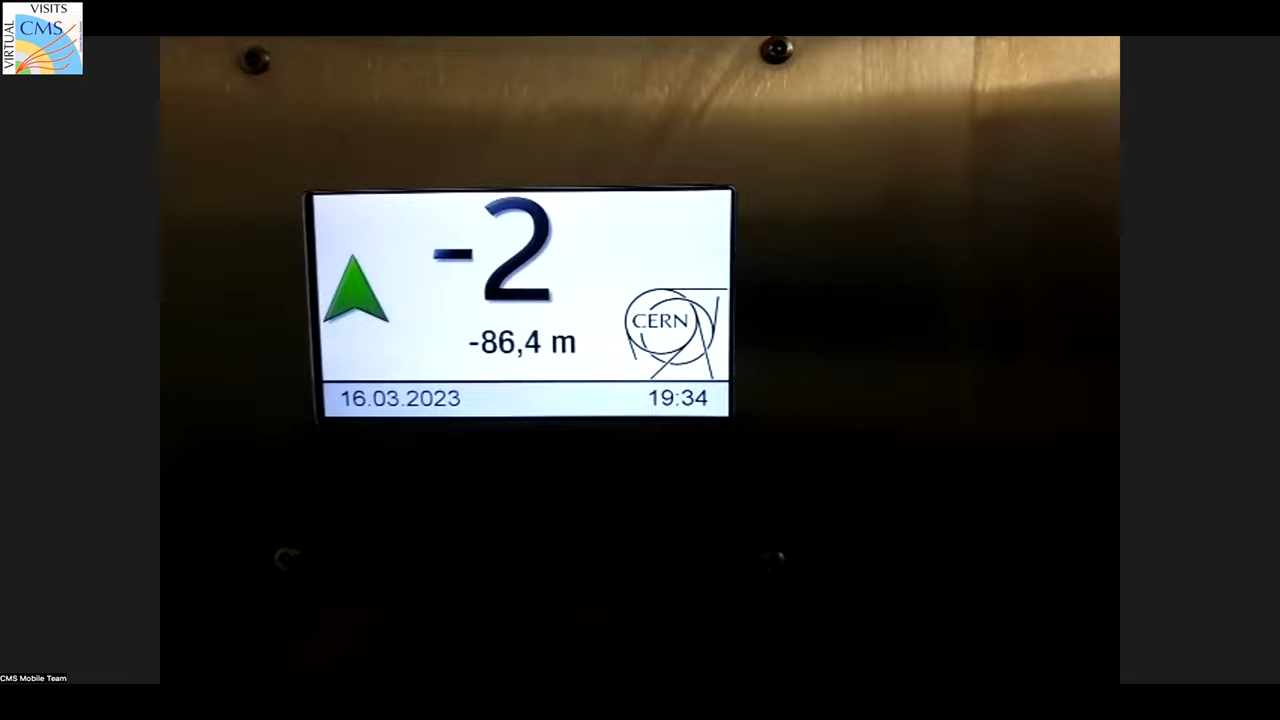 VISITS
CMS
VIRTUAL
-2
-86,4 m
CERN
16.03.2023
19:34
CMS Mobile Team